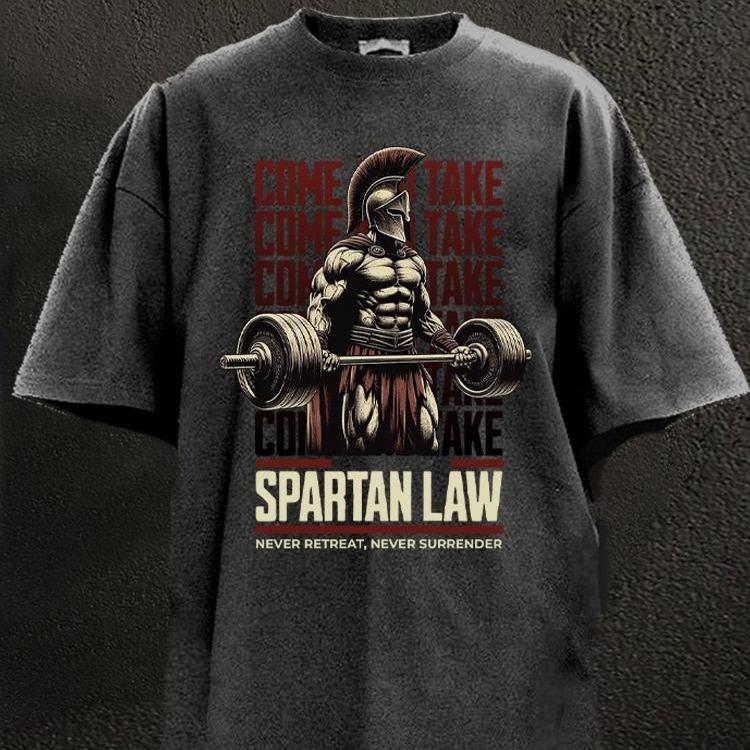 COME TAKE
COME TAKE
TAKE
SPARTAN LAW
NEVER RETREAT, NEVER SURRENDER